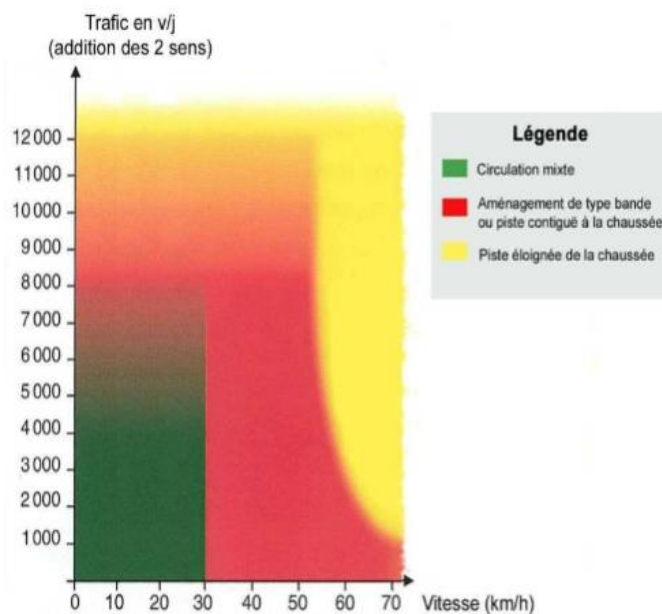 Trafic en v/j
(addition des 2 sens)
12 000
11000
10 000
9 000
8 000
7 000
6 000
5 000
4 000
3 000
2 000
1 000
0 10 20 30 40 50 60 70 Vitesse (km/h)
Légende
Circulation mixte
Aménagement de type bande
ou piste contiguë à la chaussée
Piste éloignée de la chaussée